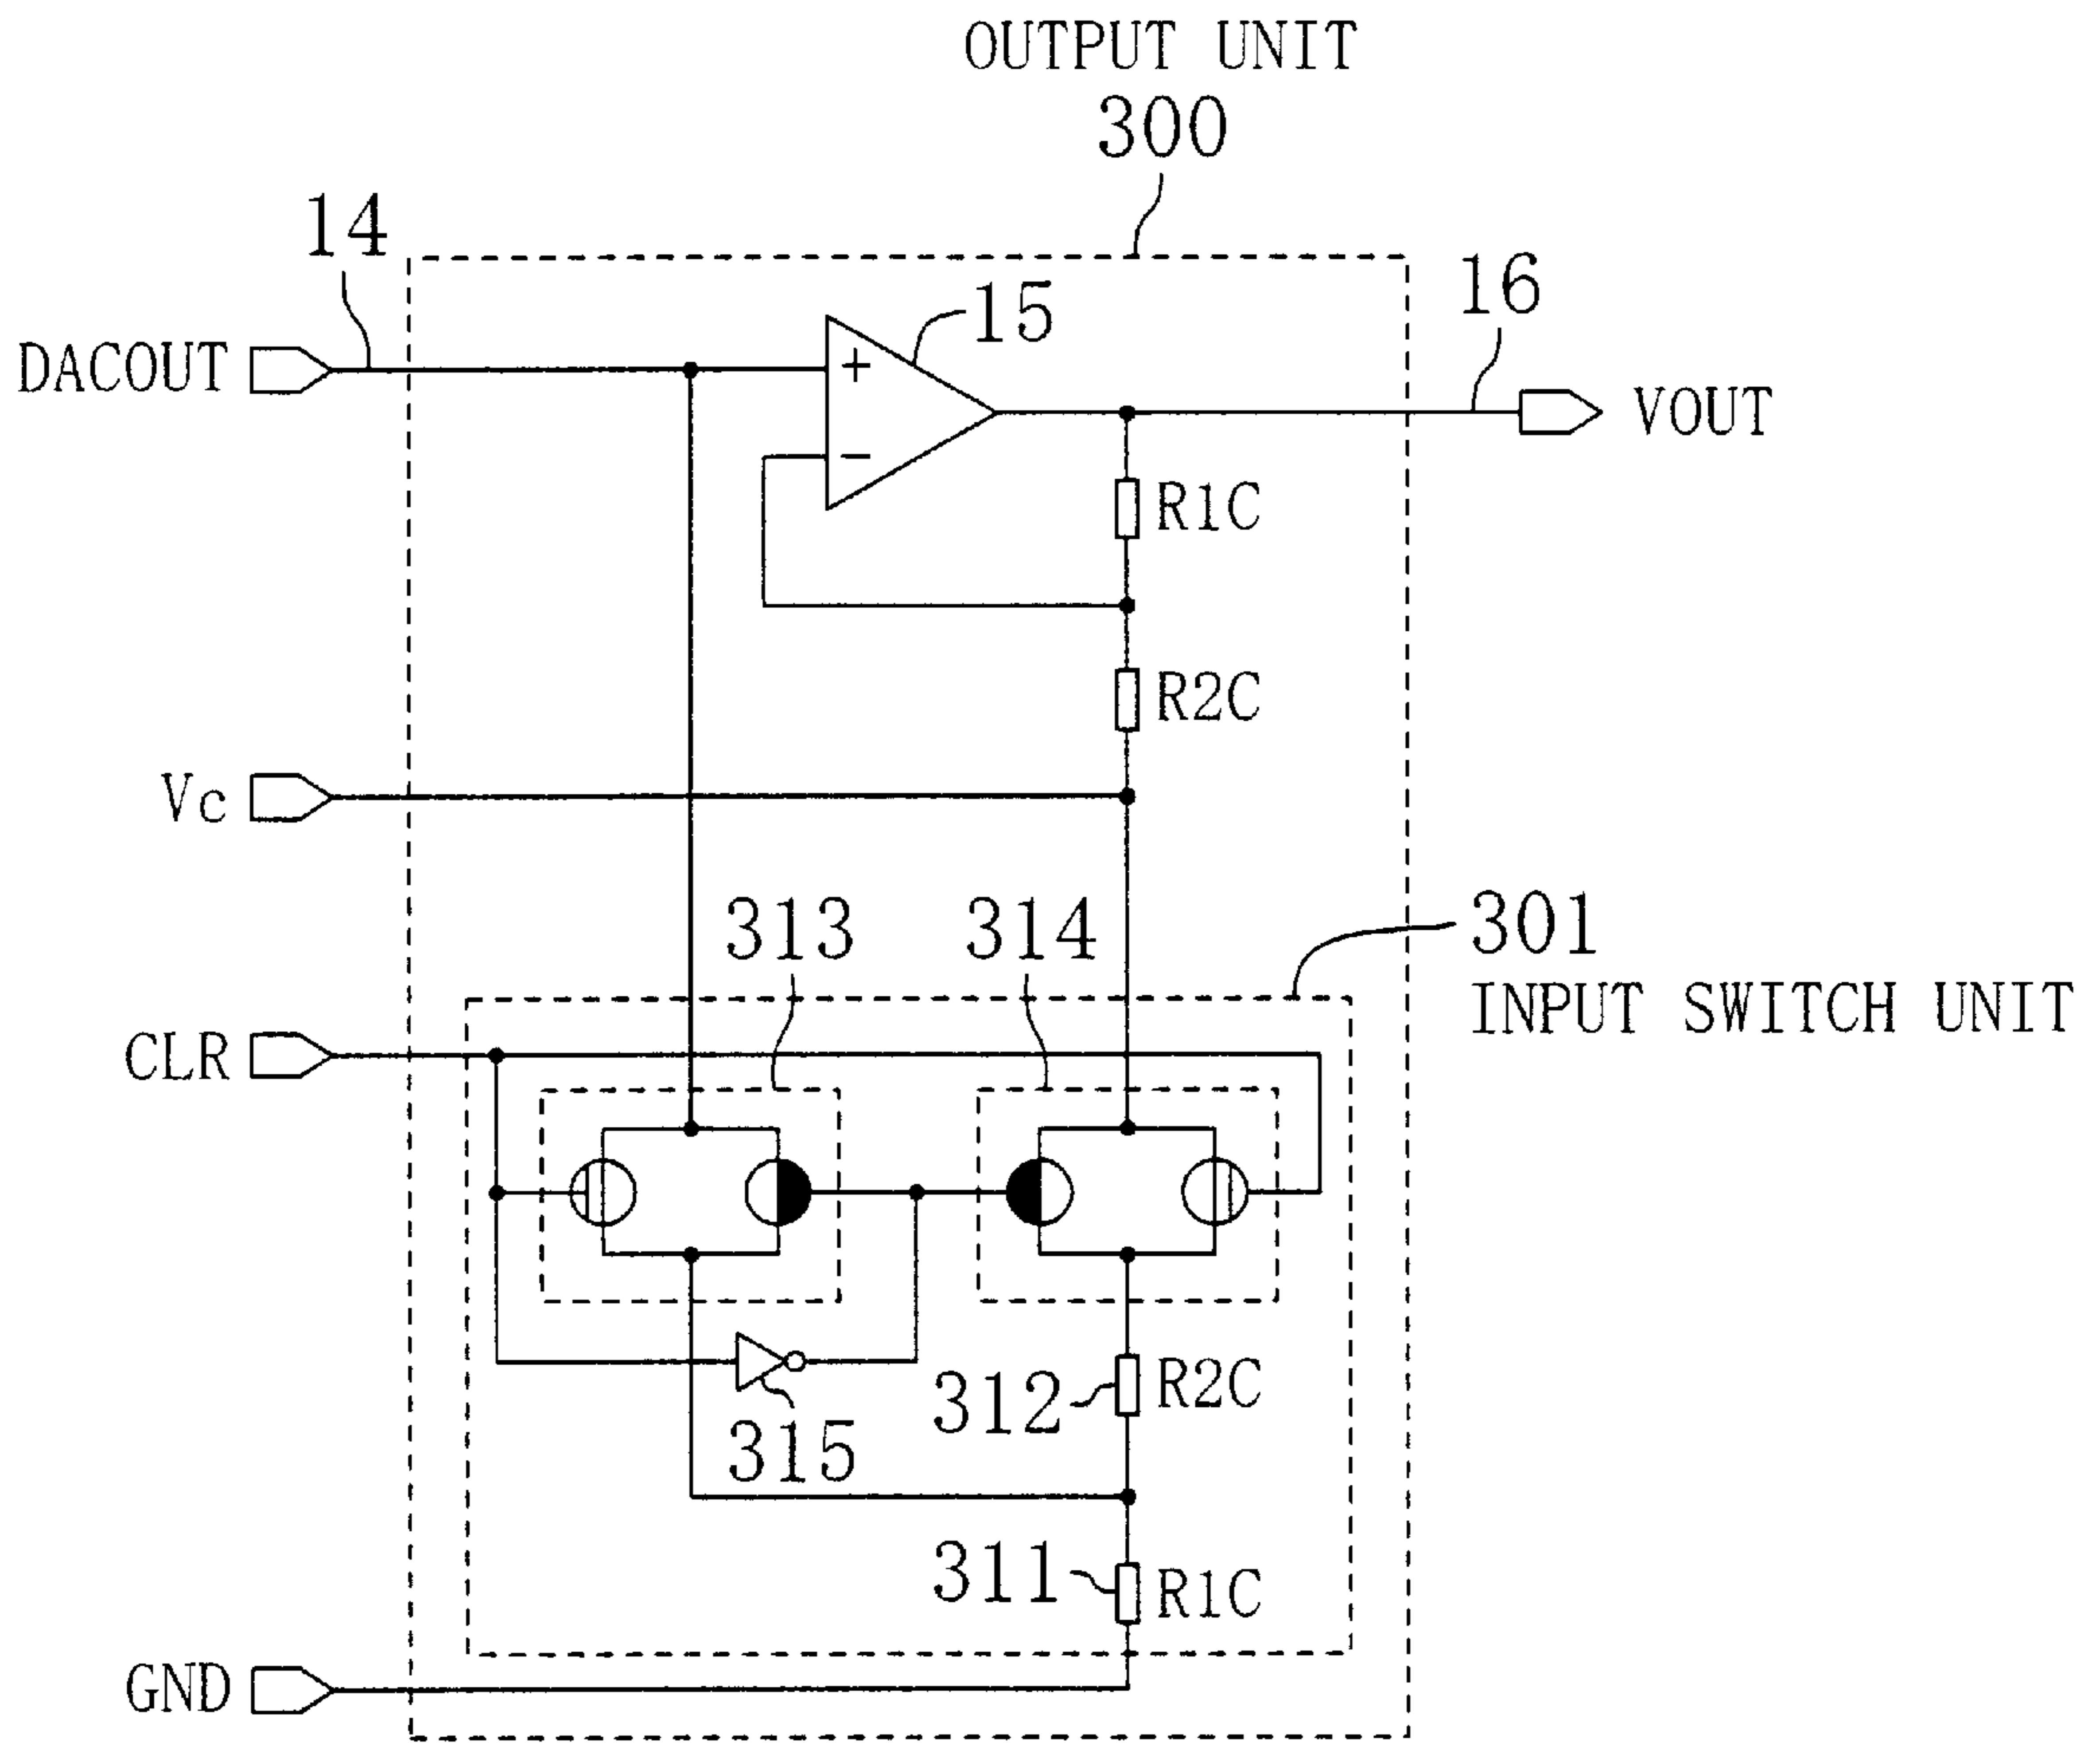 OUTPUT UNIT
300
14
15
16
DACOUT
+
−
VOUT
R1C
R2C
Vc
313
314
301
INPUT SWITCH UNIT
CLR
312
R2C
315
311
R1C
GND